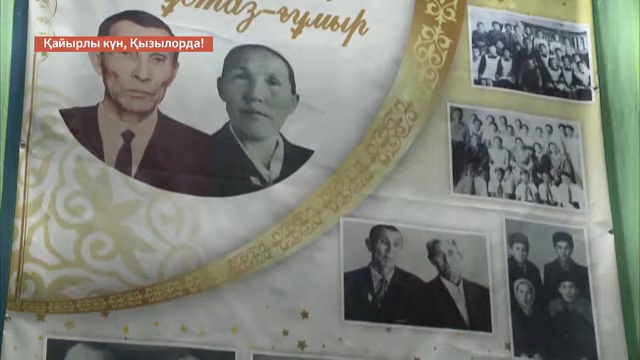 Ұстаз-ғұмыр
Қайырлы күн, Қызылорда!